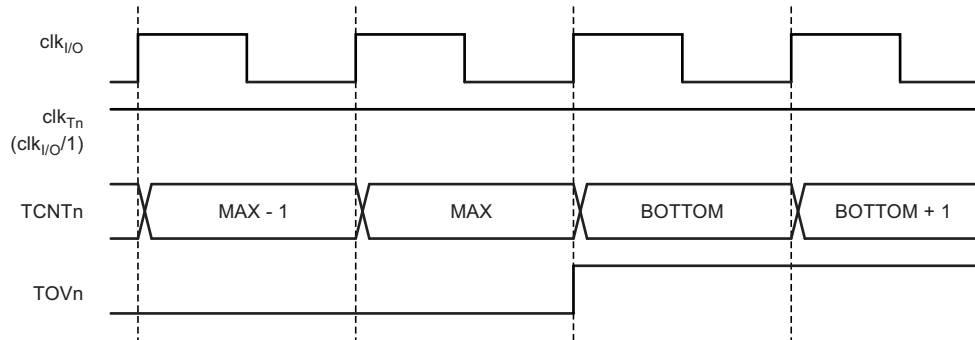 clkI/O
clkTn
(clkI/O/1)
TCNTn MAX - 1 MAX BOTTOM BOTTOM + 1
TOVn